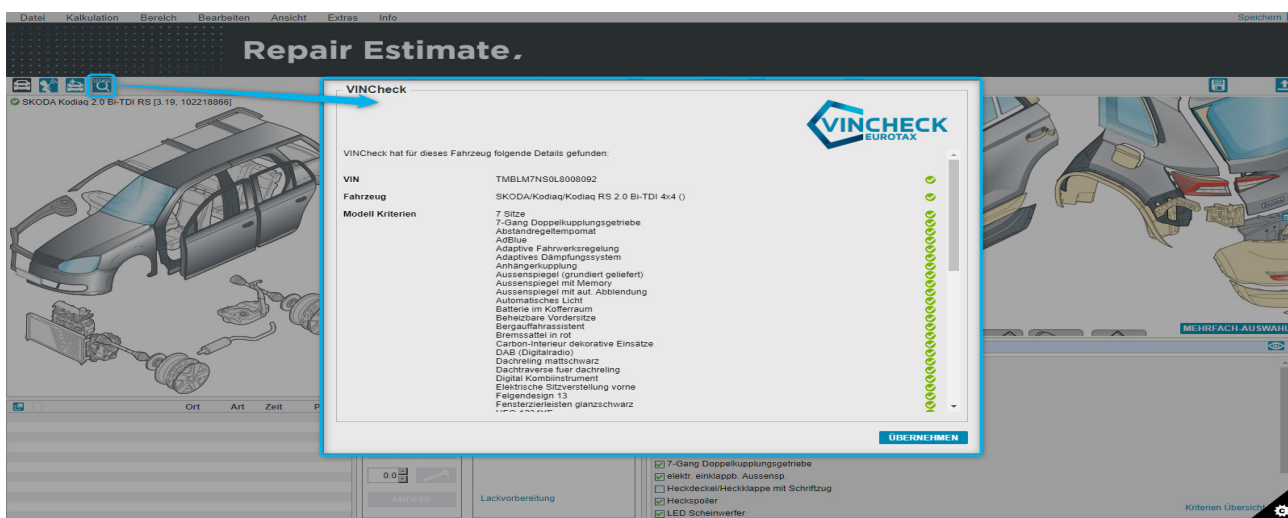 Datei Kalkulation Bereich Bearbeiten Ansicht Extras Info Speichern
Repair Estimate.
SKODA Kodiaq 2.0 Bi-TDI RS [3.19, 102218866]
VINCheck
VINCHECK
EUROTAX
VINCheck hat für dieses Fahrzeug folgende Details gefunden:
VIN TMBLM7NS0L8008092
Fahrzeug SKODA/Kodiaq/Kodiaq RS 2.0 Bi-TDI 4x4 ()
Modell Kriterien 7 Sitze
7-Gang Doppelkupplungsgetriebe
Abstandregeltempomat
AdBlue
Adaptive Fahrwerksregelung
Adaptives Dämpfungssystem
Anhängerkupplung
Aussenspiegel (grundiert geliefert)
Aussenspiegel mit Memory
Aussenspiegel mit aut. Abblendung
Automatisches Licht
Batterie im Kofferraum
Beheizbare Vordersitze
Bergauffahrassistent
Bremssattel in rot
Carbon-Interieur dekorative Einsätze
DAB (Digitalradio)
Dachreling mattschwarz
Dachtraverse fuer dachreling
Digital Kombiinstrument
Elektrische Sitzverstellung vorne
Felgendesign 13
Fensterzierleisten glanzschwarz
ÜBERNEHMEN
MEHRFACH-AUSWAHL
Ort Art Zeit P
0.0
ANDERE
Lackvorbereitung
7-Gang Doppelkupplungsgetriebe
elektr. einklappb. Aussensp.
Heckdeckel/Heckklappe mit Schriftzug
Heckspoiler
LED Scheinwerfer
Kriterien Übersicht